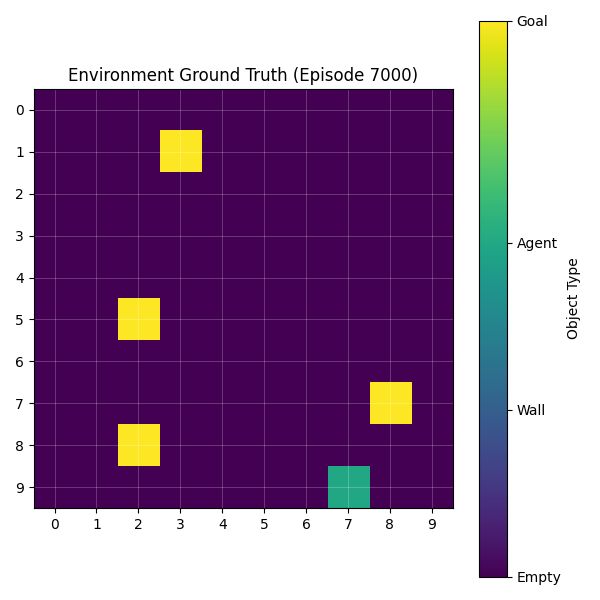 Environment Ground Truth (Episode 7000)
0
1
2
3
4
5
6
7
8
9
0 1 2 3 4 5 6 7 8 9
Goal
Agent
Wall
Empty
Object Type